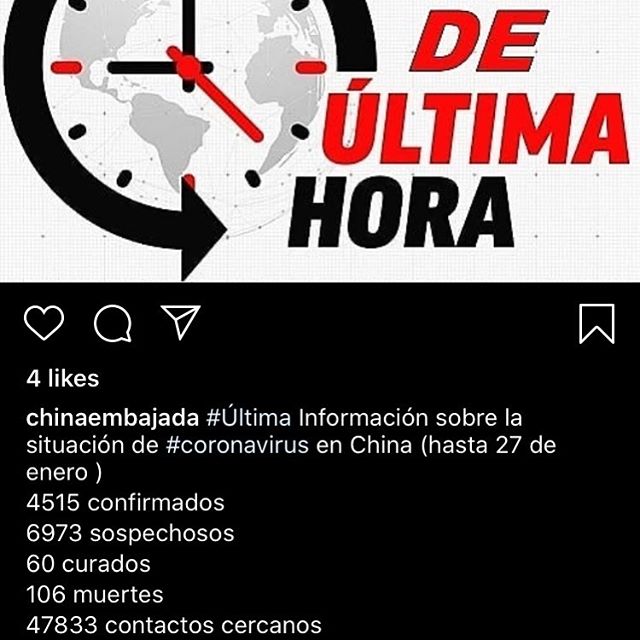 DE
ÚLTIMA
HORA
4 likes
chinaembajada #Última Información sobre la
situación de #coronavirus en China (hasta 27 de
enero )
4515 confirmados
6973 sospechosos
60 curados
106 muertes
47833 contactos cercanos